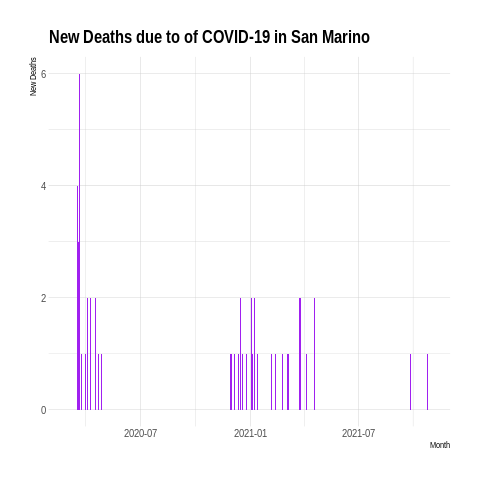 New Deaths due to of COVID-19 in San Marino
New Deaths
6
4
2
0
2020-07 2021-01 2021-07
Month